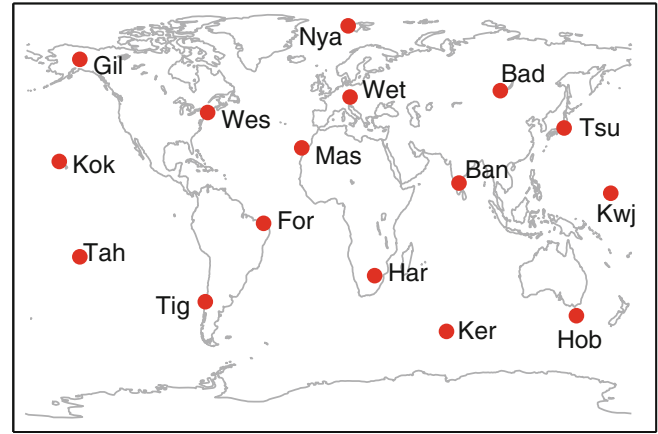 Nya
Gil
Bad
Wet
Wes
Tsu
Mas
Kok
Ban
Kwj
For
Tah
Har
Tig
Ker
Hob